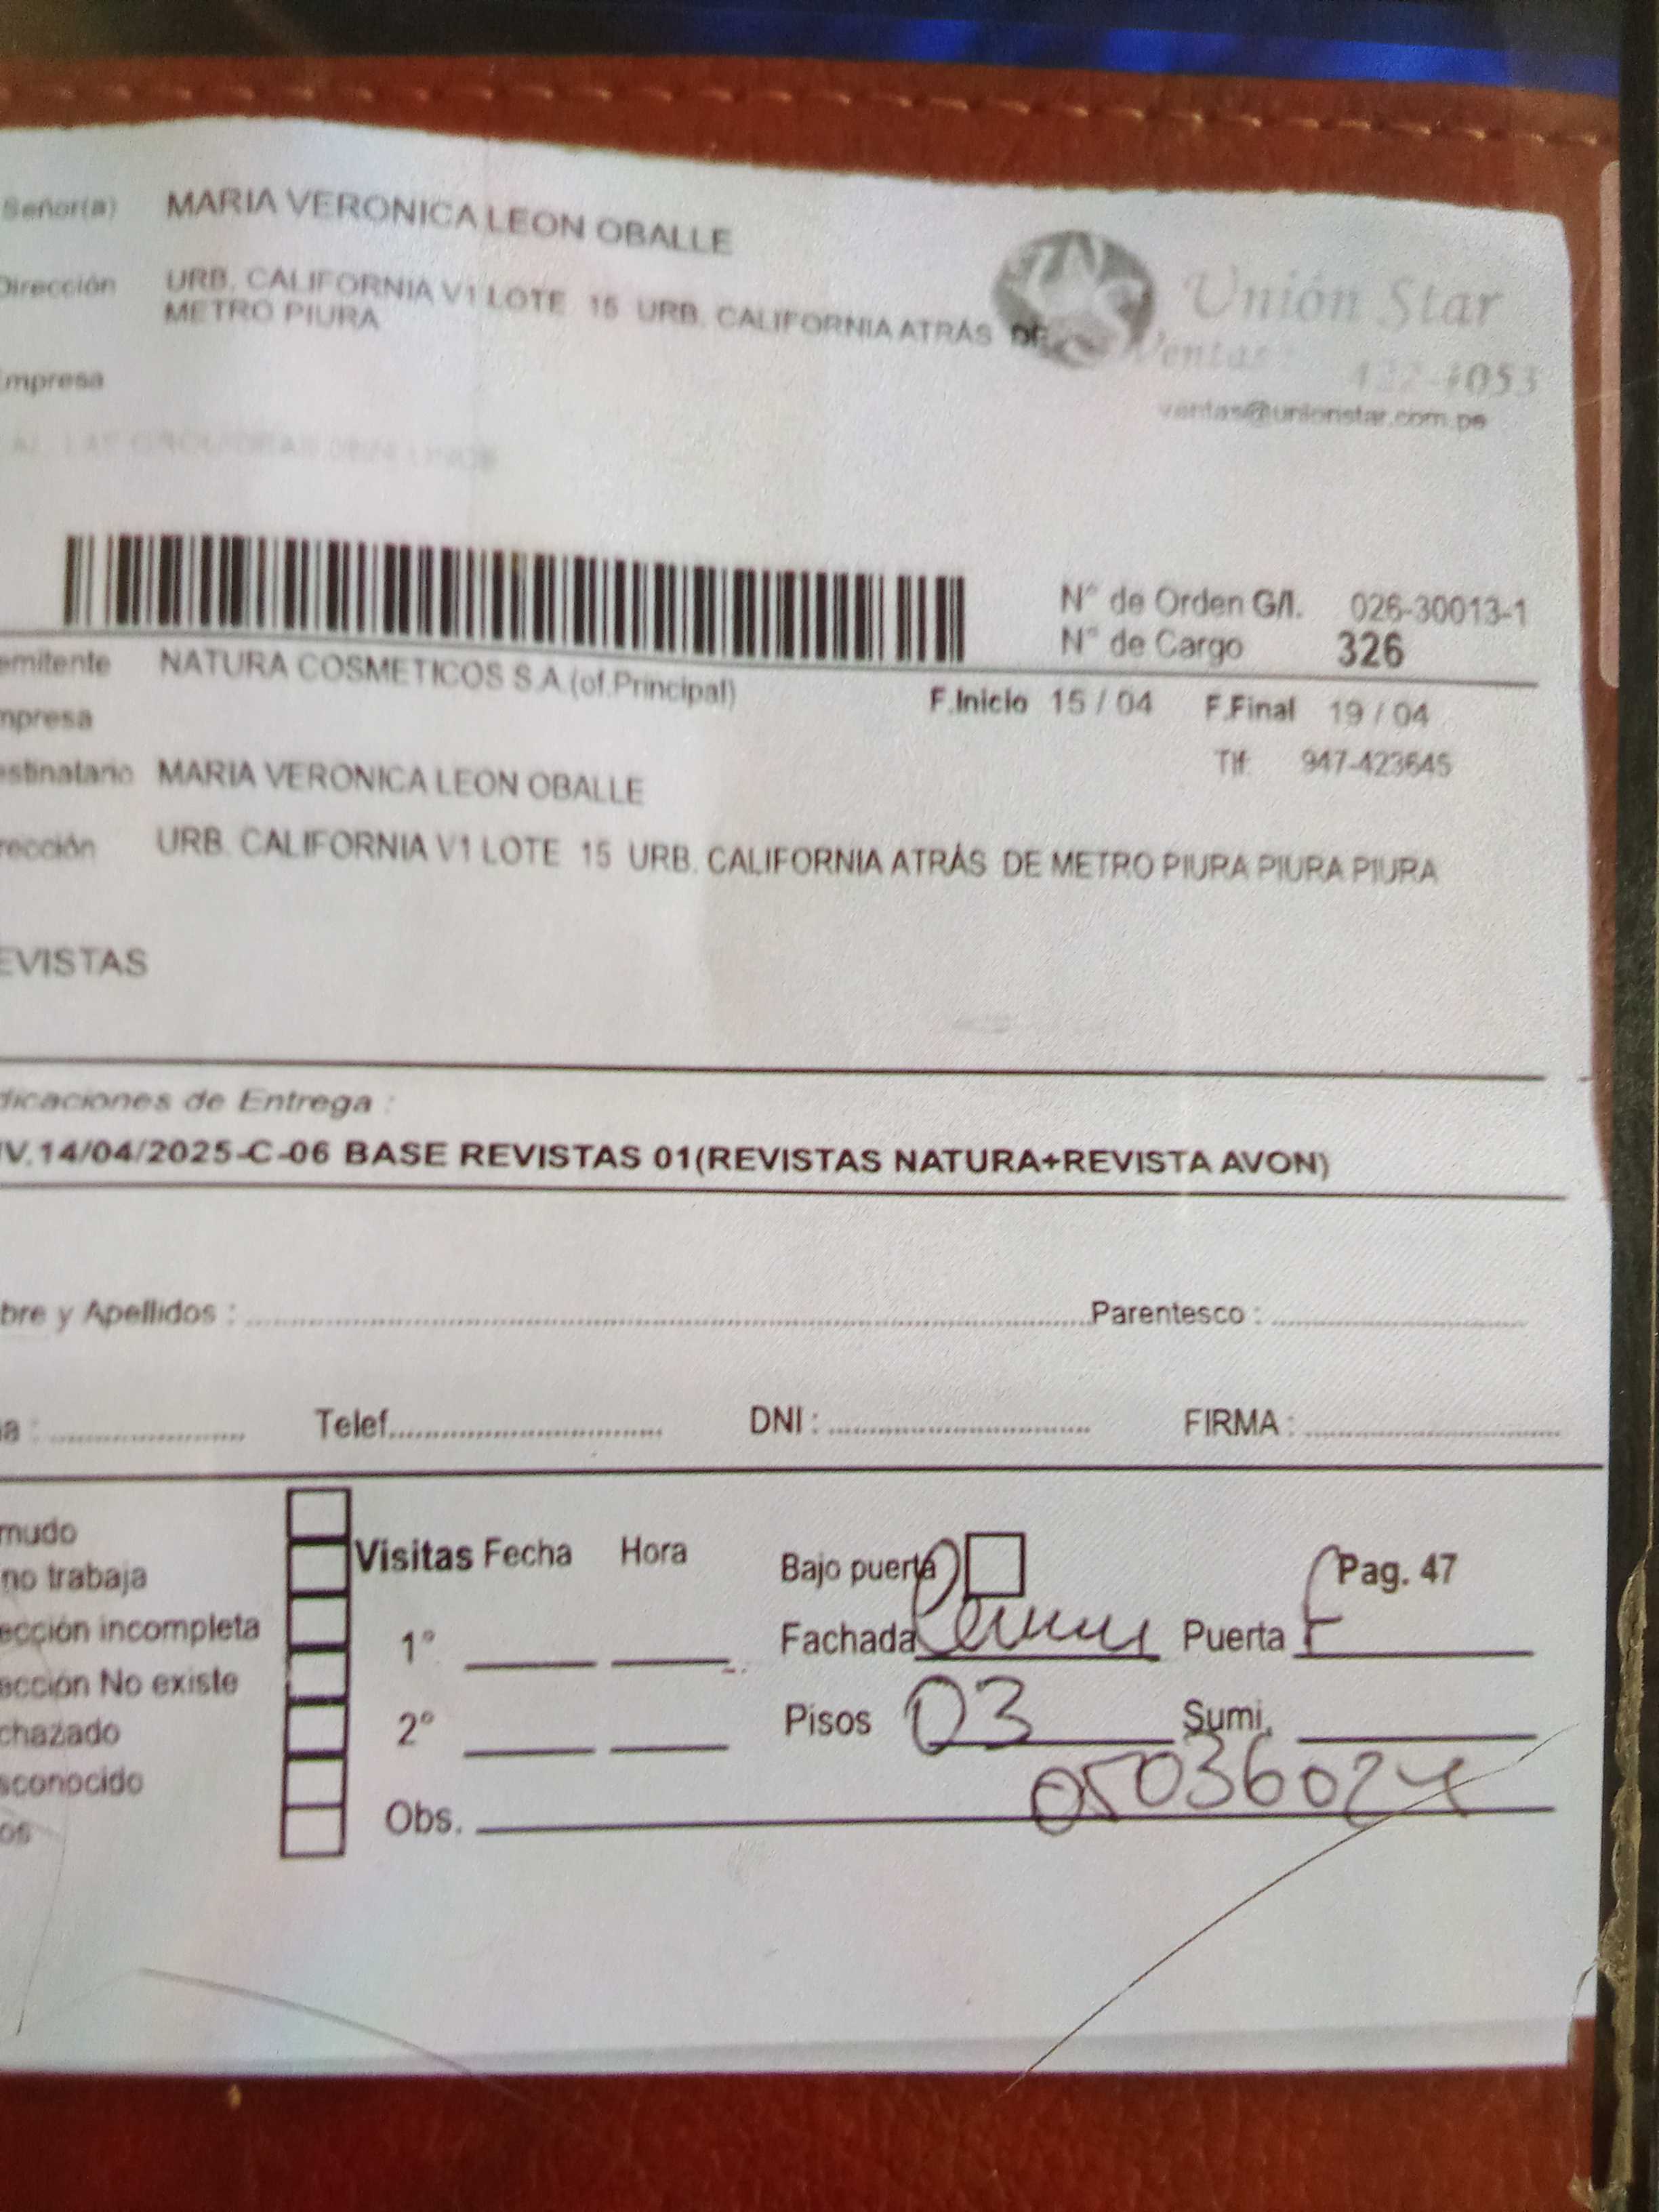 Señor(a) MARIA VERONICA LEON OBALLE
Dirección URB. CALIFORNIA V1 LOTE 15 URB. CALIFORNIA ATRÁS DE
METRO PIURA
Unión Star
Ventas
mpresa
ventas@unionstar.com.pe
N° de Orden G/I. 026-30013-1
N° de Cargo 326
emitente NATURA COSMETICOS S.A.(of.Principal)
F.Inicio 15 / 04 F.Final 19 / 04
mpresa
Tlf: 947-423645
estinatario MARIA VERONICA LEON OBALLE
rección URB. CALIFORNIA V1 LOTE 15 URB. CALIFORNIA ATRÁS DE METRO PIURA PIURA PIURA
EVISTAS
dicaciones de Entrega :
IV.14/04/2025-C-06 BASE REVISTAS 01(REVISTAS NATURA+REVISTA AVON)
bre y Apellidos : Parentesco :
a : Telef. DNI : FIRMA :
mudo
no trabaja
ección incompleta
ección No existe
chazado
sconocido
os
Visitas Fecha Hora
1°
2°
Obs.
Bajo puerta Pag. 47
Fachada Puerta F
Pisos 03 Sumi.
05036024